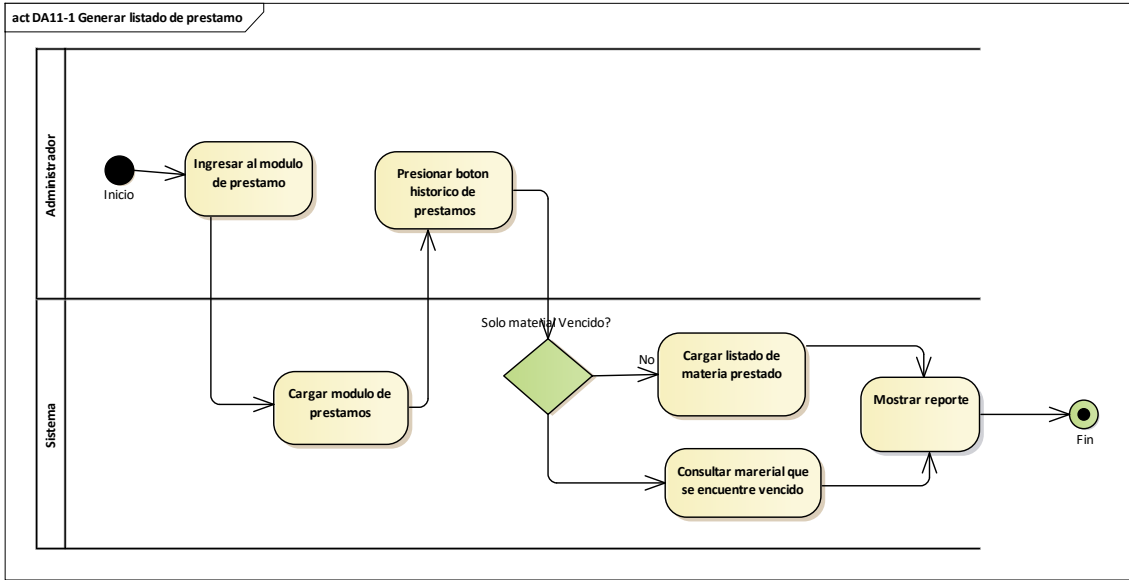 act DA11-1 Generar listado de prestamo
Administrador
Inicio
Ingresar al modulo
de prestamo
Presionar boton
historico de
prestamos
Sistema
Cargar modulo de
prestamos
Solo material Vencido?
No
Cargar listado de
materia prestado
Consultar marerial que
se encuentre vencido
Mostrar reporte
Fin